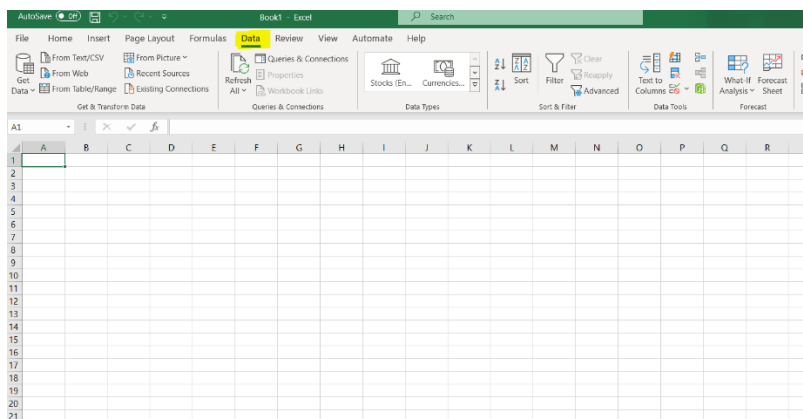 AutoSave Off Book1 - Excel Search
File Home Insert Page Layout Formulas Data Review View Automate Help
Get Data
From Text/CSV
From Web
From Table/Range
From Picture
Recent Sources
Existing Connections
Get & Transform Data
Refresh All
Queries & Connections
Properties
Workbook Links
Queries & Connections
Stocks (En... Currencies...
Data Types
Sort
Filter
Clear
Reapply
Advanced
Sort & Filter
Text to Columns
Data Tools
What-If Analysis
Forecast Sheet
Forecast
A1 fx
A B C D E F G H I J K L M N O P Q R
1
2
3
4
5
6
7
8
9
10
11
12
13
14
15
16
17
18
19
20
21